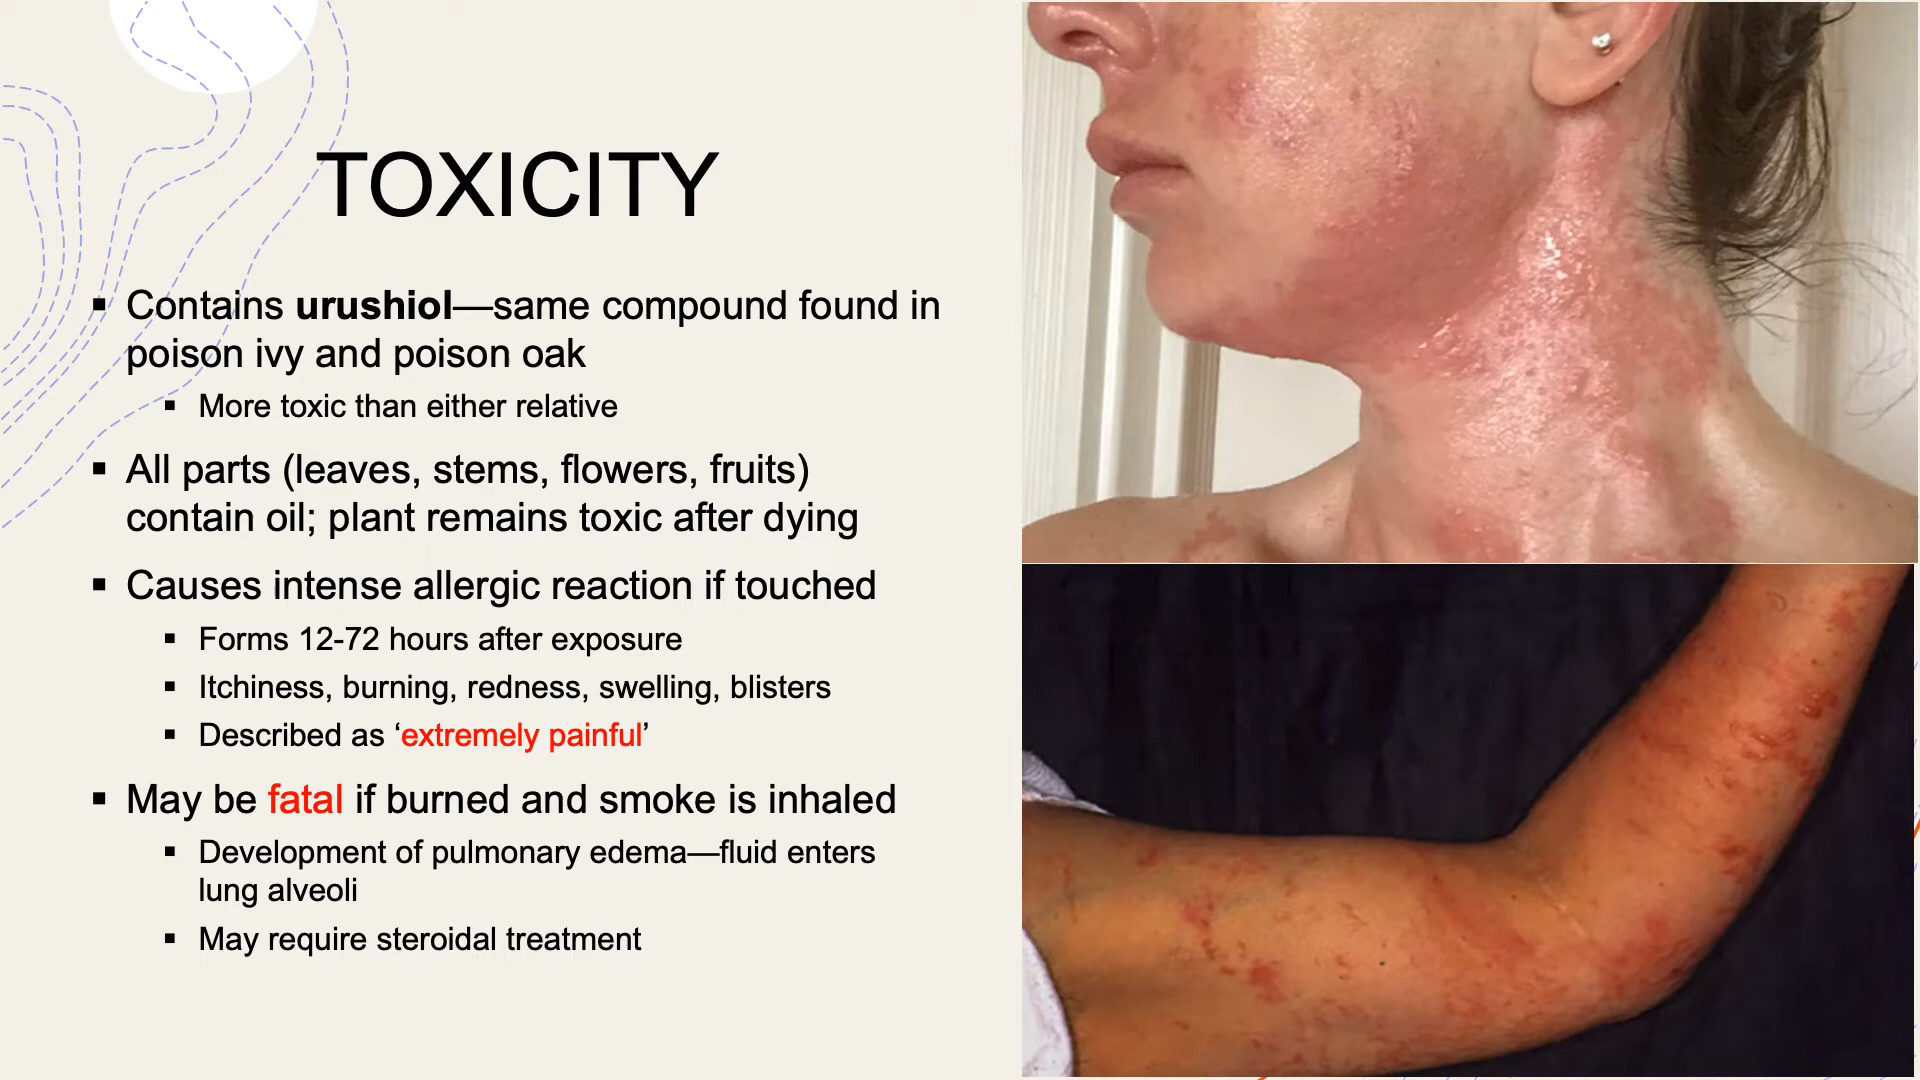 TOXICITY
▪ Contains urushiol—same compound found in
poison ivy and poison oak
▪ More toxic than either relative
▪ All parts (leaves, stems, flowers, fruits)
contain oil; plant remains toxic after dying
▪ Causes intense allergic reaction if touched
▪ Forms 12-72 hours after exposure
▪ Itchiness, burning, redness, swelling, blisters
▪ Described as ‘extremely painful’
▪ May be fatal if burned and smoke is inhaled
▪ Development of pulmonary edema—fluid enters
lung alveoli
▪ May require steroidal treatment